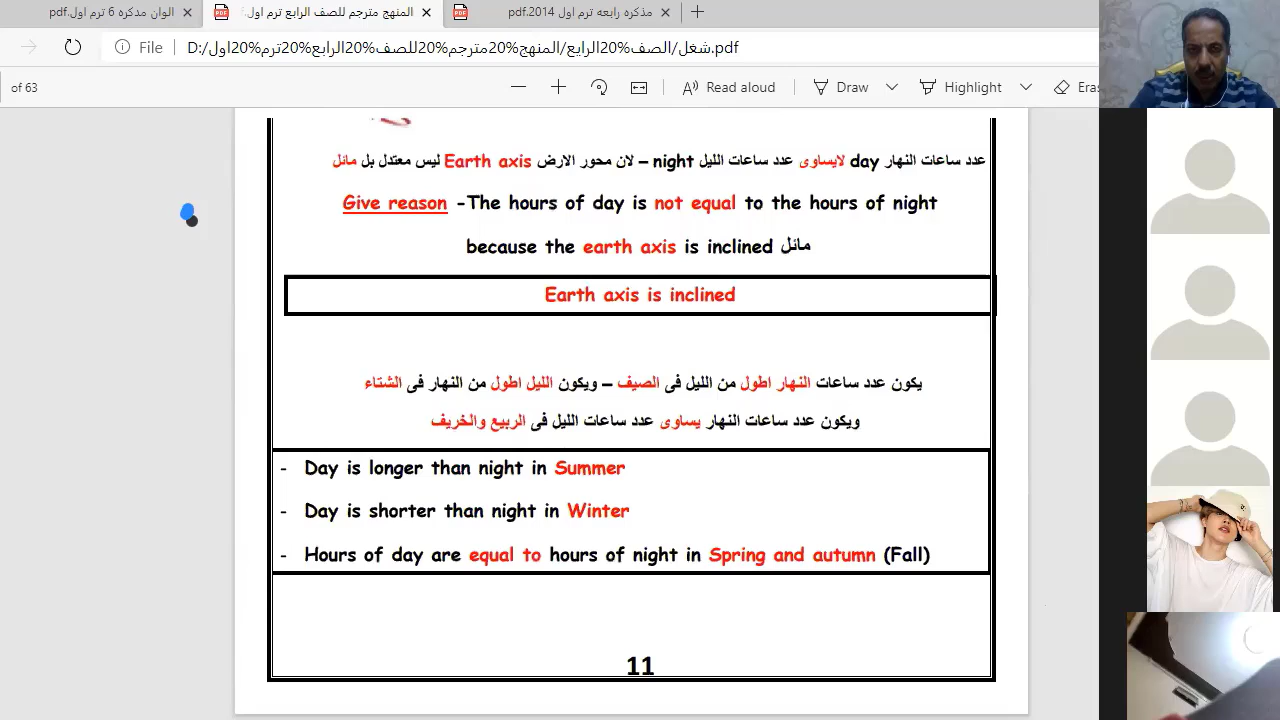 الوان مذكره 6 ترم اول.pdf
المنهج مترجم للصف الرابع ترم اول.
مذكره رابعه ترم اول 2014.pdf
File
D:/شغل/الصف%20الرابع/المنهج%20مترجم%20للصف%20الرابع%20ترم%20اول.pdf
of 63
Read aloud
Draw
Highlight
Eras
عدد ساعات النهار day لايساوى عدد ساعات الليل night – لان محور الارض Earth axis ليس معتدل بل مائل
Give reason -The hours of day is not equal to the hours of night
because the earth axis is inclined مائل
Earth axis is inclined
يكون عدد ساعات النهار اطول من الليل فى الصيف – ويكون الليل اطول من النهار فى الشتاء
ويكون عدد ساعات النهار يساوى عدد ساعات الليل فى الربيع والخريف
- Day is longer than night in Summer
- Day is shorter than night in Winter
- Hours of day are equal to hours of night in Spring and autumn (Fall)
11